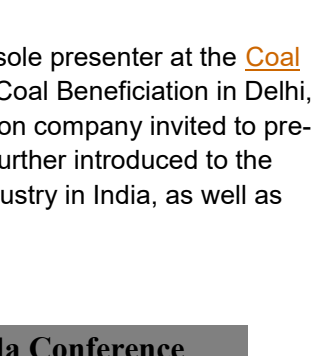 sole presenter at the Coal
Coal Beneficiation in Delhi,
on company invited to pre-
urther introduced to the
ustry in India, as well as
Conference